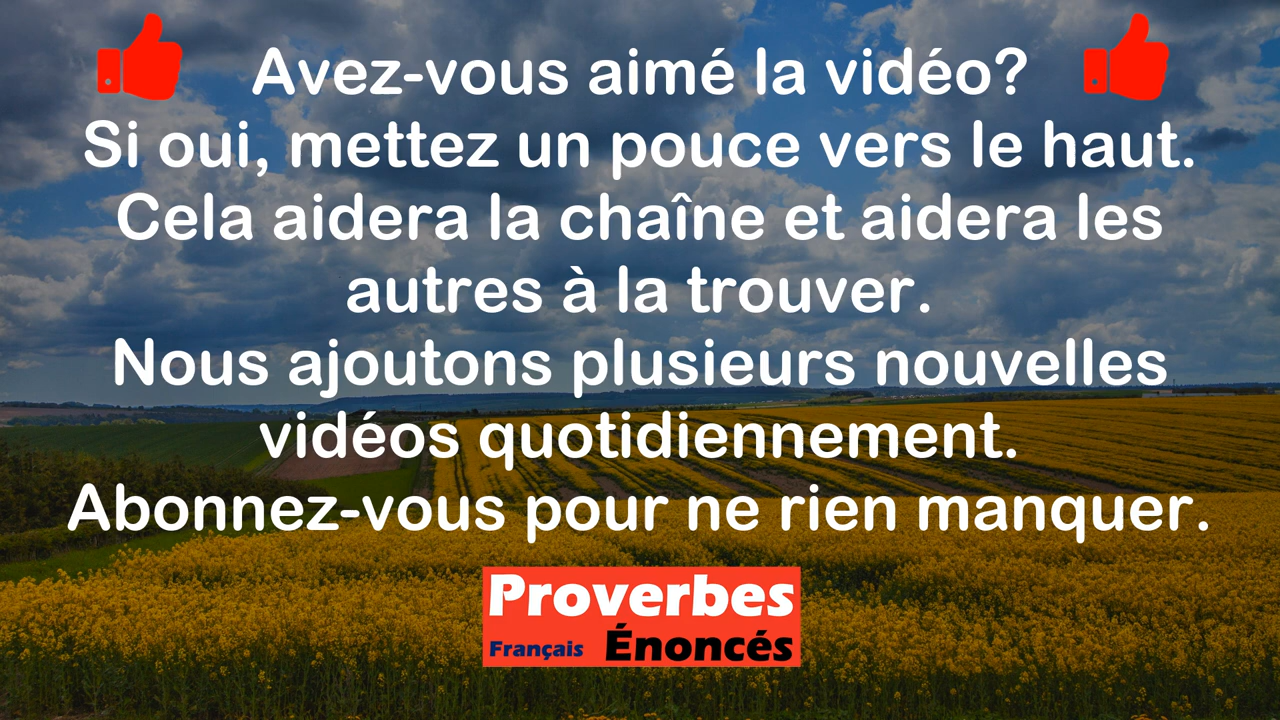 Avez-vous aimé la vidéo?
Si oui, mettez un pouce vers le haut.
Cela aidera la chaîne et aidera les
autres à la trouver.
Nous ajoutons plusieurs nouvelles
vidéos quotidiennement.
Abonnez-vous pour ne rien manquer.
Proverbes
Français Énoncés